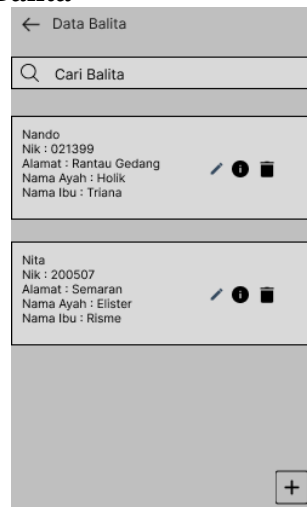 Data Balita
Cari Balita
Nando
Nik : 021399
Alamat : Rantau Gedang
Nama Ayah : Holik
Nama Ibu : Triana
Nita
Nik : 200507
Alamat : Semaran
Nama Ayah : Elister
Nama Ibu : Risme